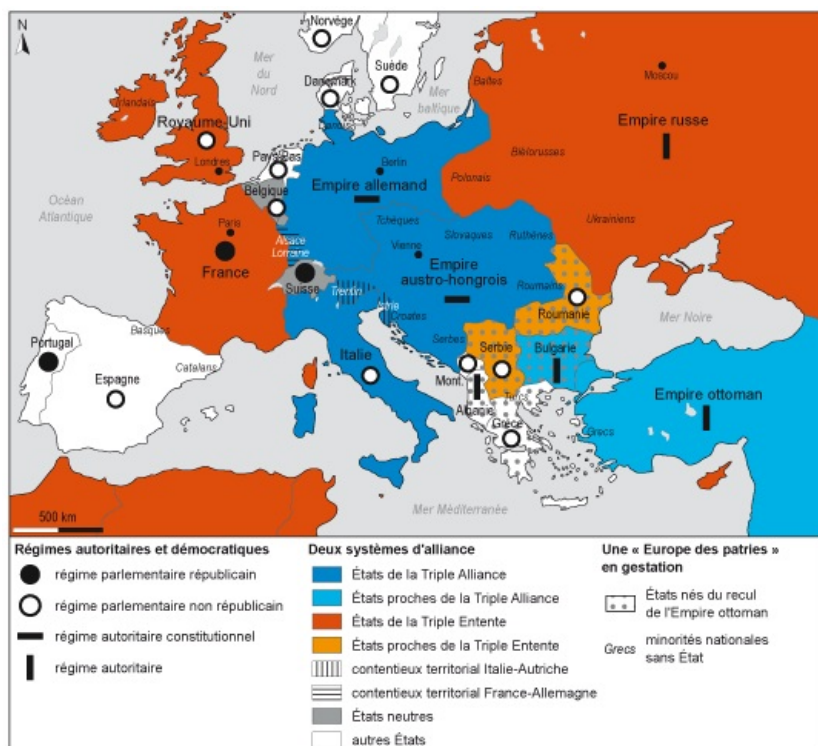 N
Norvége
Mer
du
Nord
Suède
Danemark
Mer
baltique
Baltes
Moscou
Irlandais
Royaume-Uni
Danois
Empire russe
Londres
Pays-Bas
Berlin
Biélorusses
Empire allemand
Polonais
Belgique
Océan
Atlantique
Paris
Tchèques
Slovaques
Ruthènes
Ukrainiens
Alsace
Lorraine
Vienne
France
Empire
austro-hongrois
Suisse
Trentin
Roumains
Istrie
Croates
Roumanie
Mer Noire
Basques
Portugal
Catalans
Serbes
Serbie
Bulgarie
Italie
Espagne
Mont.
Empire ottoman
Turcs
Albanie
Grèce
Grecs
Mer Méditerranée
500 km
Régimes autoritaires et démocratiques
régime parlementaire républicain
régime parlementaire non républicain
régime autoritaire constitutionnel
régime autoritaire
Deux systèmes d'alliance
États de la Triple Alliance
États proches de la Triple Alliance
États de la Triple Entente
États proches de la Triple Entente
contentieux territorial Italie-Autriche
contentieux territorial France-Allemagne
États neutres
autres États
Une « Europe des patries »
en gestation
États nés du recul
de l'Empire ottoman
Grecs
minorités nationales
sans État